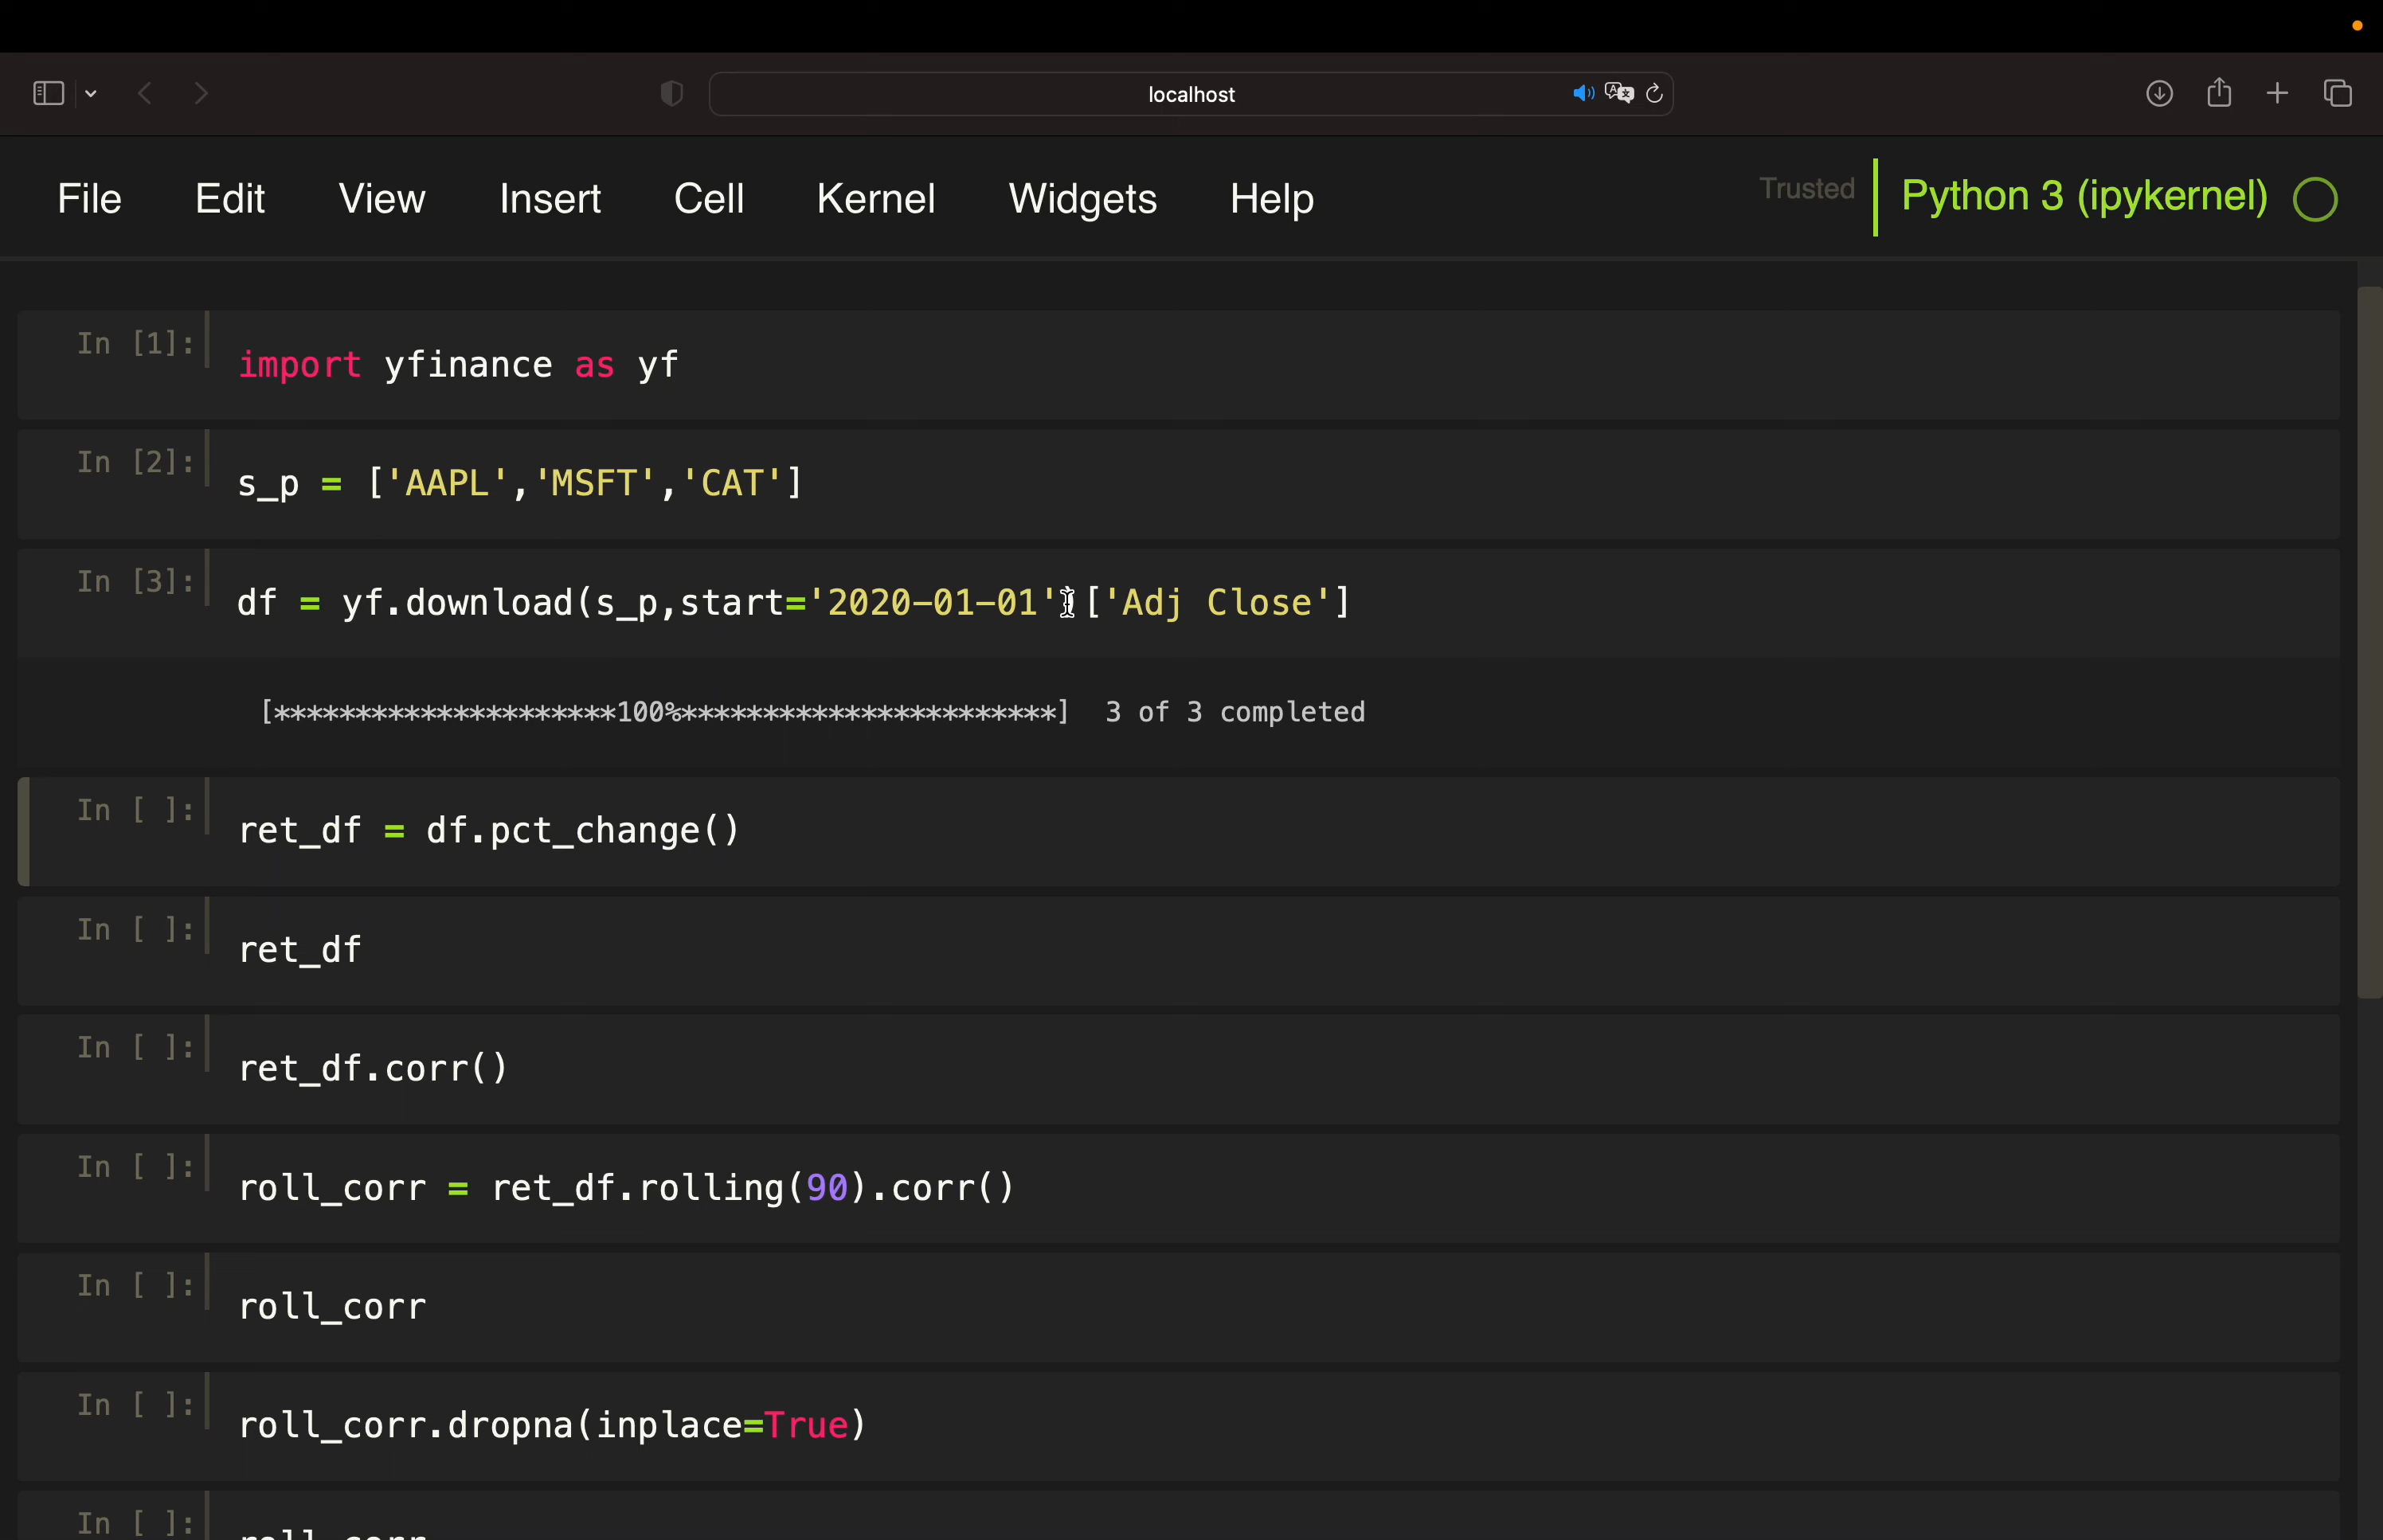 localhost
File Edit View Insert Cell Kernel Widgets Help Trusted Python 3 (ipykernel)
In [1]: import yfinance as yf
In [2]: s_p = ['AAPL','MSFT','CAT']
In [3]: df = yf.download(s_p,start='2020-01-01')['Adj Close']
[*********************100%***********************] 3 of 3 completed
In [ ]: ret_df = df.pct_change()
In [ ]: ret_df
In [ ]: ret_df.corr()
In [ ]: roll_corr = ret_df.rolling(90).corr()
In [ ]: roll_corr
In [ ]: roll_corr.dropna(inplace=True)
In [ ]: roll_corr